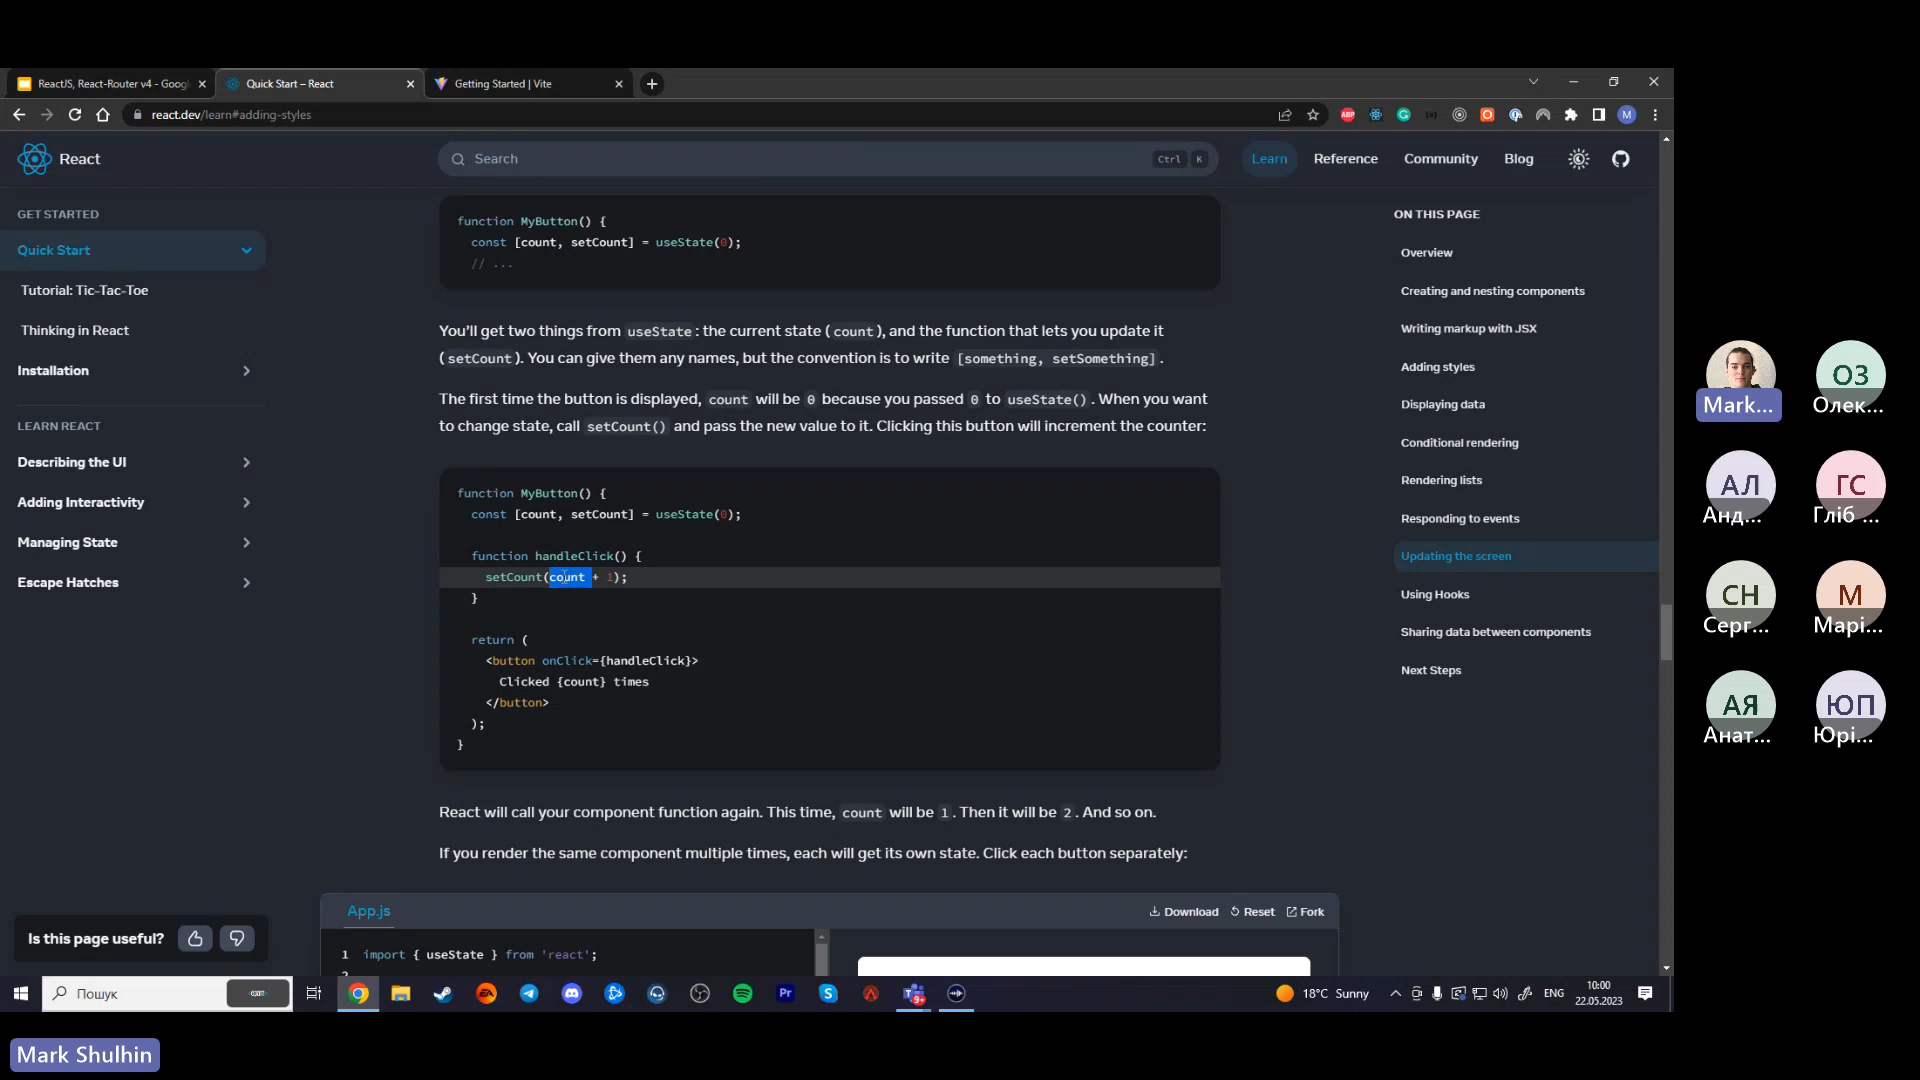 ReactJS, React-Router v4 - Googl
Quick Start – React
Getting Started | Vite
react.dev/learn#adding-styles
ABP
M
React
Search
Ctrl K
Learn
Reference
Community
Blog
GET STARTED
Quick Start
Tutorial: Tic-Tac-Toe
Thinking in React
Installation
LEARN REACT
Describing the UI
Adding Interactivity
Managing State
Escape Hatches
Is this page useful?
function MyButton() {
const [count, setCount] = useState(0);
// ...
You’ll get two things from useState: the current state (count), and the function that lets you update it
(setCount). You can give them any names, but the convention is to write [something, setSomething].
The first time the button is displayed, count will be 0 because you passed 0 to useState(). When you want
to change state, call setCount() and pass the new value to it. Clicking this button will increment the counter:
function MyButton() {
const [count, setCount] = useState(0);
function handleClick() {
setCount(count + 1);
}
return (
<button onClick={handleClick}>
Clicked {count} times
</button>
);
}
React will call your component function again. This time, count will be 1. Then it will be 2. And so on.
If you render the same component multiple times, each will get its own state. Click each button separately:
App.js
Download
Reset
Fork
1 import { useState } from 'react';
2
ON THIS PAGE
Overview
Creating and nesting components
Writing markup with JSX
Adding styles
Displaying data
Conditional rendering
Rendering lists
Responding to events
Updating the screen
Using Hooks
Sharing data between components
Next Steps
Mark...
ОЗ
Олек...
АЛ
Анд...
ГС
Гліб ...
СН
Серг...
М
Марі...
АЯ
Анат...
ЮП
Юрі...
Пошук
EA
Pr
9+
18°C Sunny
ENG
10:00
22.05.2023
Mark Shulhin